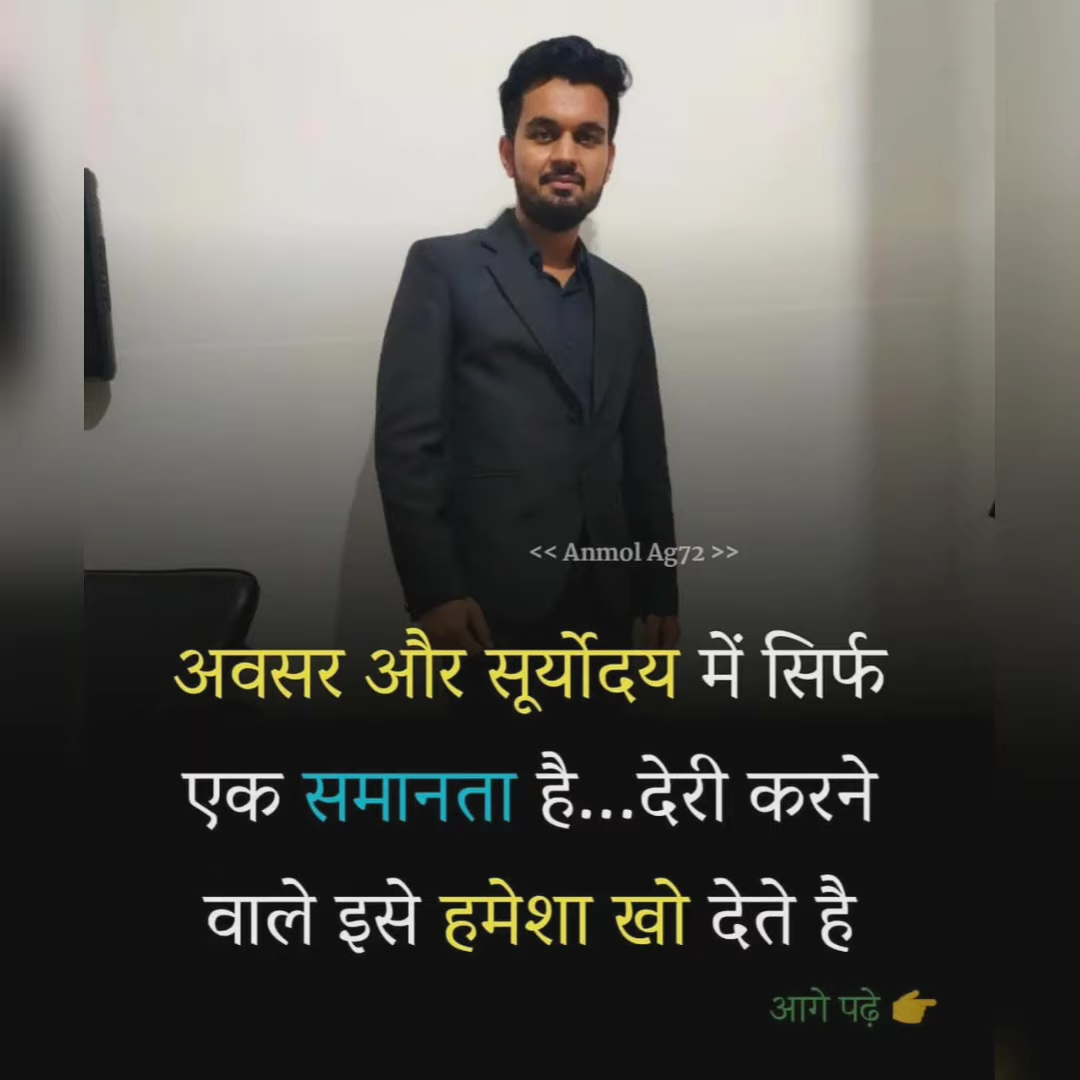 << Anmol Ag72 >>
अवसर और सूर्योदय में सिर्फ
एक समानता है...देरी करने
वाले इसे हमेशा खो देते है
आगे पढ़े 👉